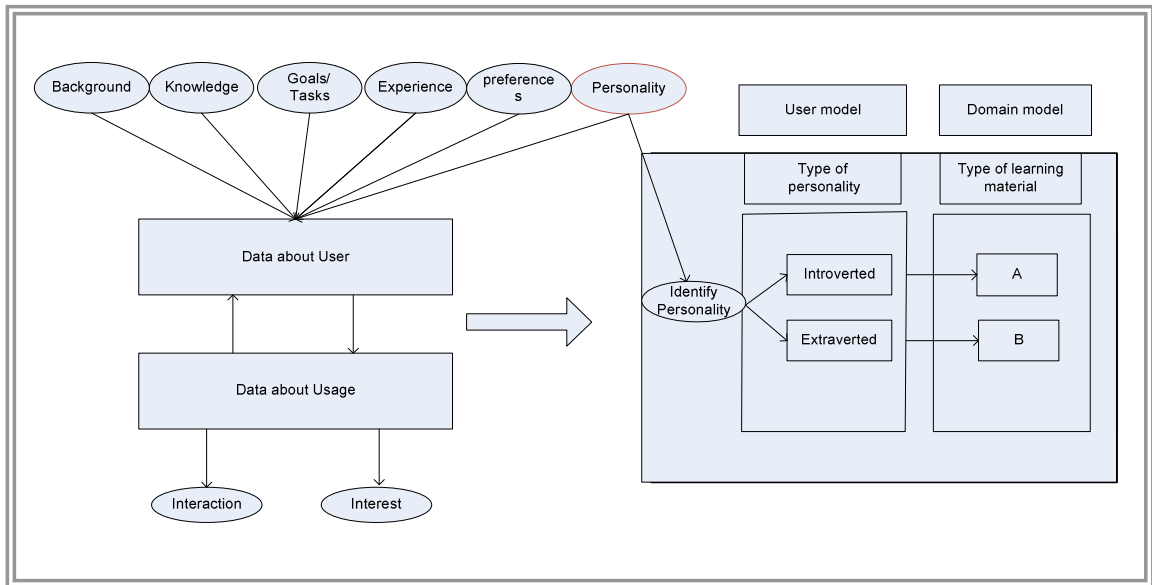 Background
Knowledge
Goals/
Tasks
Experience
preference
s
Personality
User model
Domain model
Type of
personality
Type of learning
material
Data about User
Identify
Personality
Introverted
A
Extraverted
B
Data about Usage
Interaction
Interest